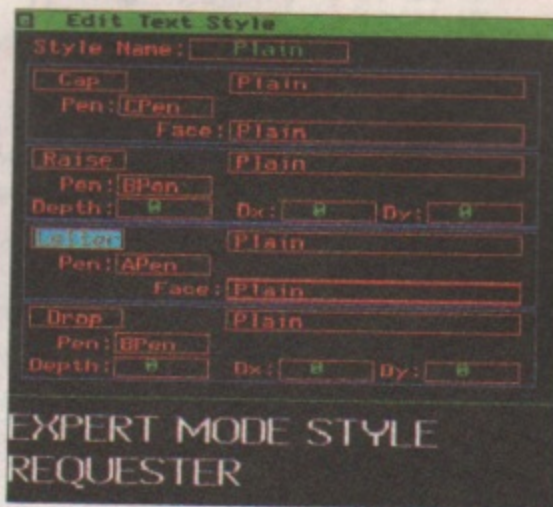 Edit Text Style
Style Name: Plain
Cap Plain
Pen: CPen
Face: Plain
Raise Plain
Pen: BPen
Depth: 0 Dx: 0 Dy: 0
Letter Plain
Pen: APen
Face: Plain
Drop Plain
Pen: BPen
Depth: 0 Dx: 0 Dy: 0
EXPERT MODE STYLE
REQUESTER